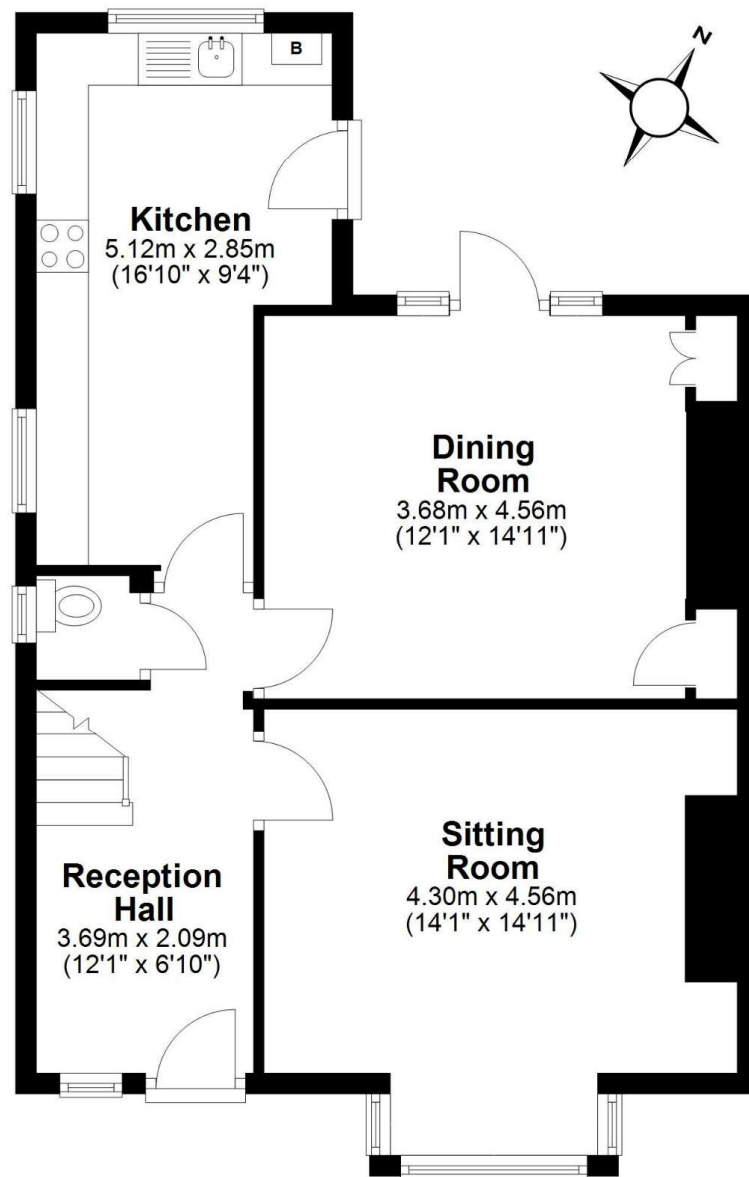 B
N
Kitchen
5.12m x 2.85m
(16'10" x 9'4")
Dining
Room
3.68m x 4.56m
(12'1" x 14'11")
Sitting
Room
4.30m x 4.56m
(14'1" x 14'11")
Reception
Hall
3.69m x 2.09m
(12'1" x 6'10")